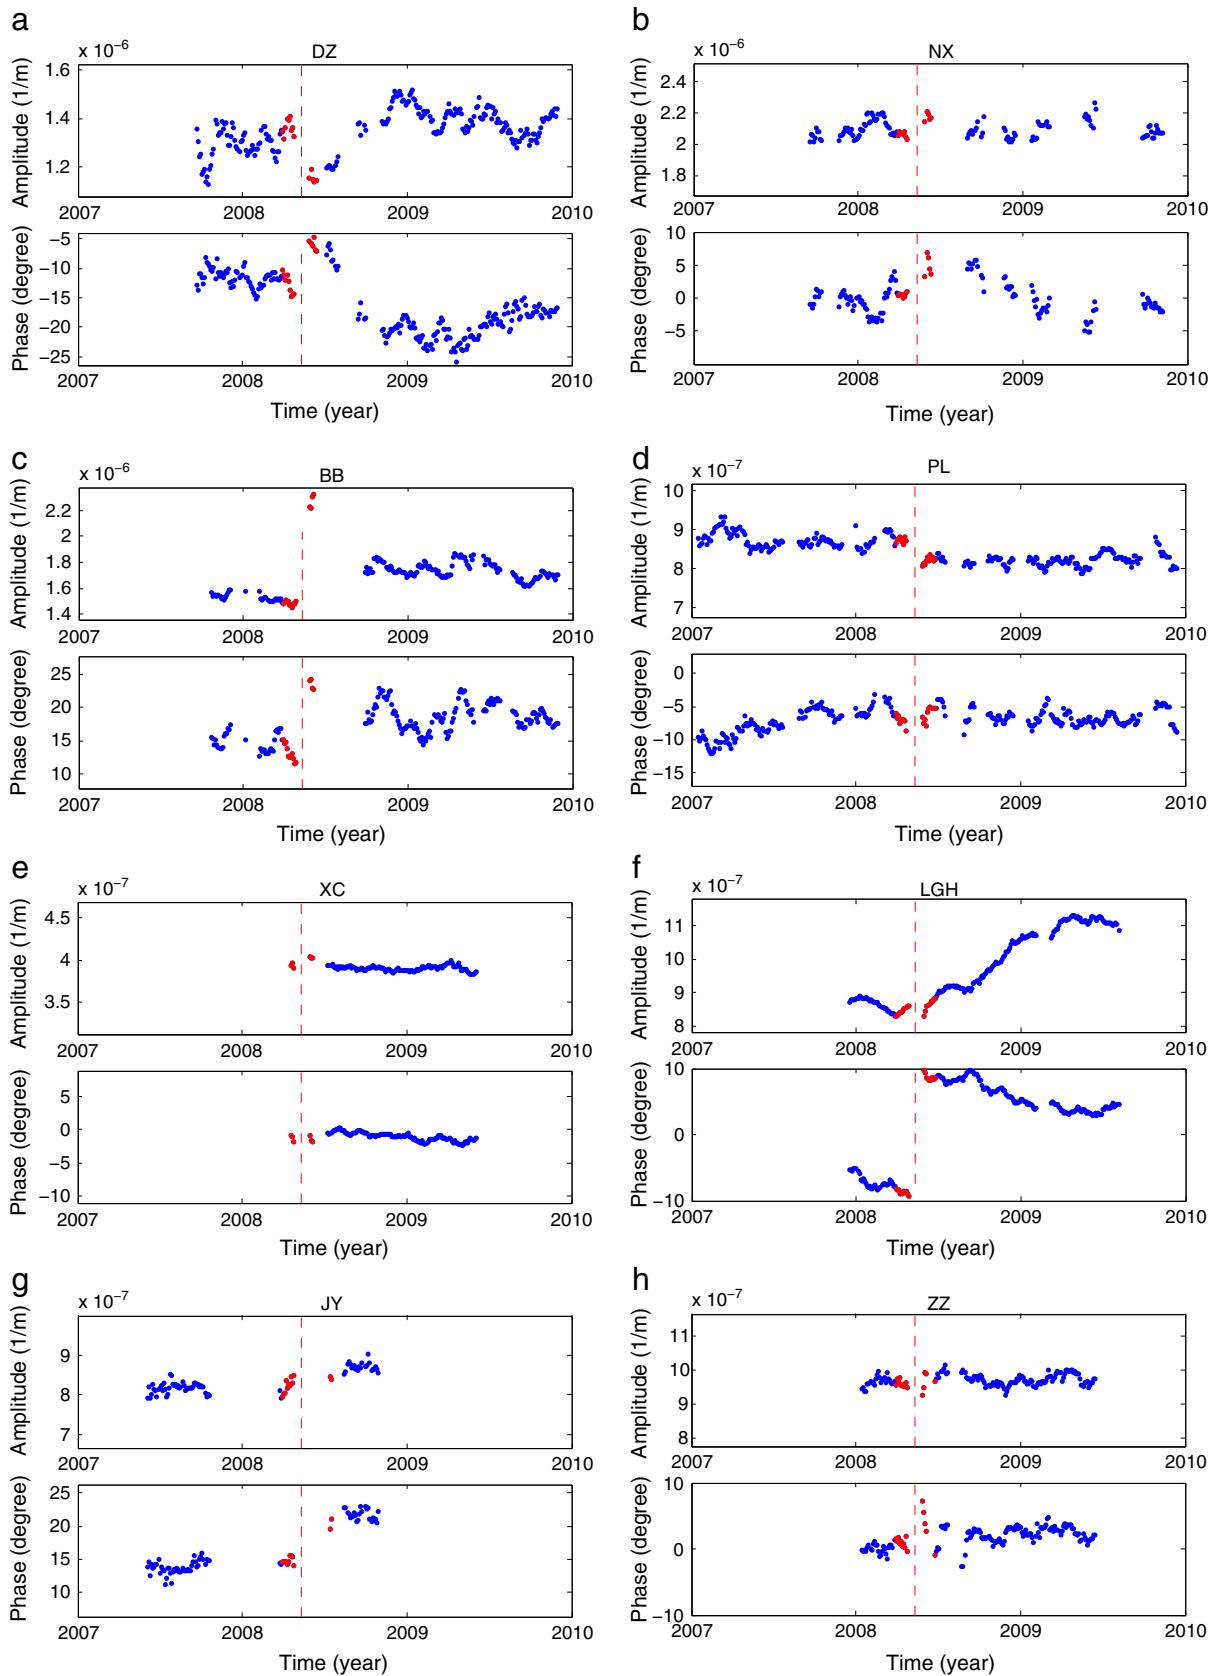 a
x 10⁻⁶
DZ
Amplitude (1/m)
1.6
1.4
1.2
2007 2008 2009 2010
Phase (degree)
−5
−10
−15
−20
−25
2007 2008 2009 2010
Time (year)
b
x 10⁻⁶
NX
Amplitude (1/m)
2.4
2.2
2
1.8
2007 2008 2009 2010
Phase (degree)
10
5
0
−5
2007 2008 2009 2010
Time (year)
c
x 10⁻⁶
BB
Amplitude (1/m)
2.2
1.8
1.6
1.4
2007 2008 2009 2010
Phase (degree)
25
20
15
10
2007 2008 2009 2010
Time (year)
d
x 10⁻⁷
PL
Amplitude (1/m)
10
9
8
7
2007 2008 2009 2010
Phase (degree)
0
−5
−10
−15
2007 2008 2009 2010
Time (year)
e
x 10⁻⁷
XC
Amplitude (1/m)
4.5
4
3.5
2007 2008 2009 2010
Phase (degree)
5
0
−5
−10
2007 2008 2009 2010
Time (year)
f
x 10⁻⁷
LGH
Amplitude (1/m)
11
10
9
8
2007 2008 2009 2010
Phase (degree)
10
0
−10
2007 2008 2009 2010
Time (year)
g
x 10⁻⁷
JY
Amplitude (1/m)
9
8
7
2007 2008 2009 2010
Phase (degree)
25
20
15
10
2007 2008 2009 2010
Time (year)
h
x 10⁻⁷
ZZ
Amplitude (1/m)
11
10
9
8
2007 2008 2009 2010
Phase (degree)
10
0
−10
2007 2008 2009 2010
Time (year)